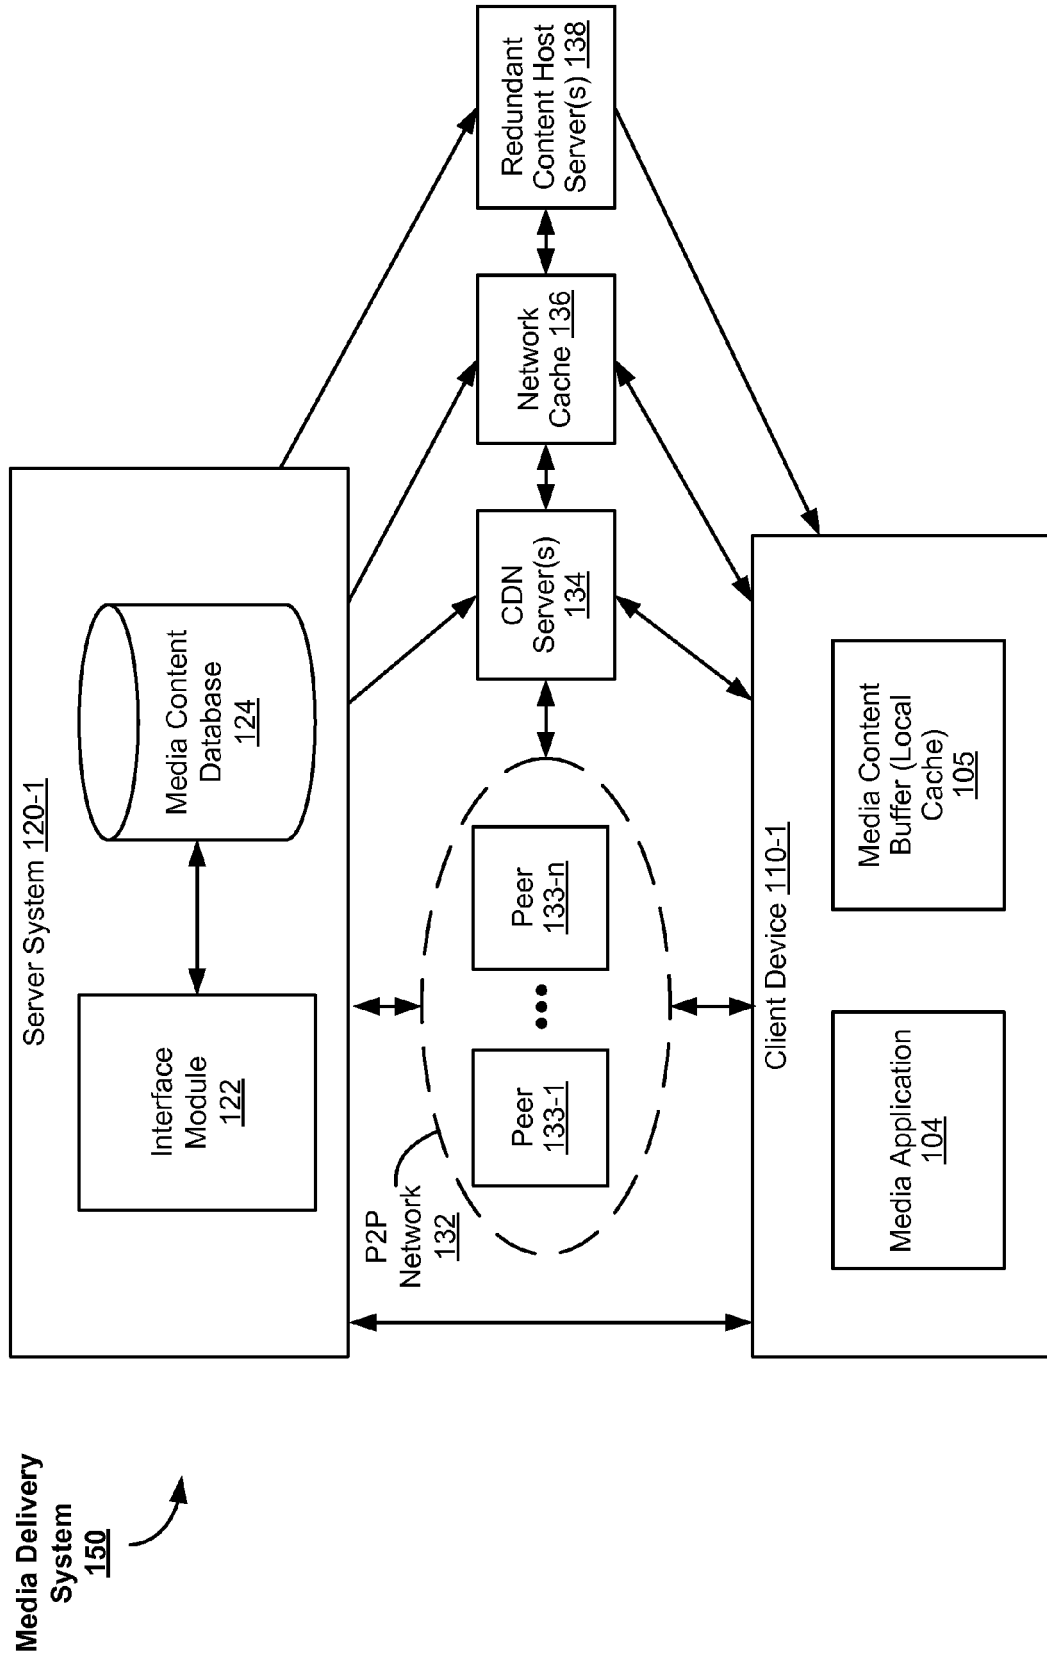 Media Delivery
System
150
Server System 120-1
Interface
Module
122
Media Content
Database
124
P2P
Network
132
Peer
133-1
Peer
133-n
CDN
Server(s)
134
Network
Cache 136
Redundant
Content Host
Server(s) 138
Client Device 110-1
Media Application
104
Media Content
Buffer (Local
Cache)
105